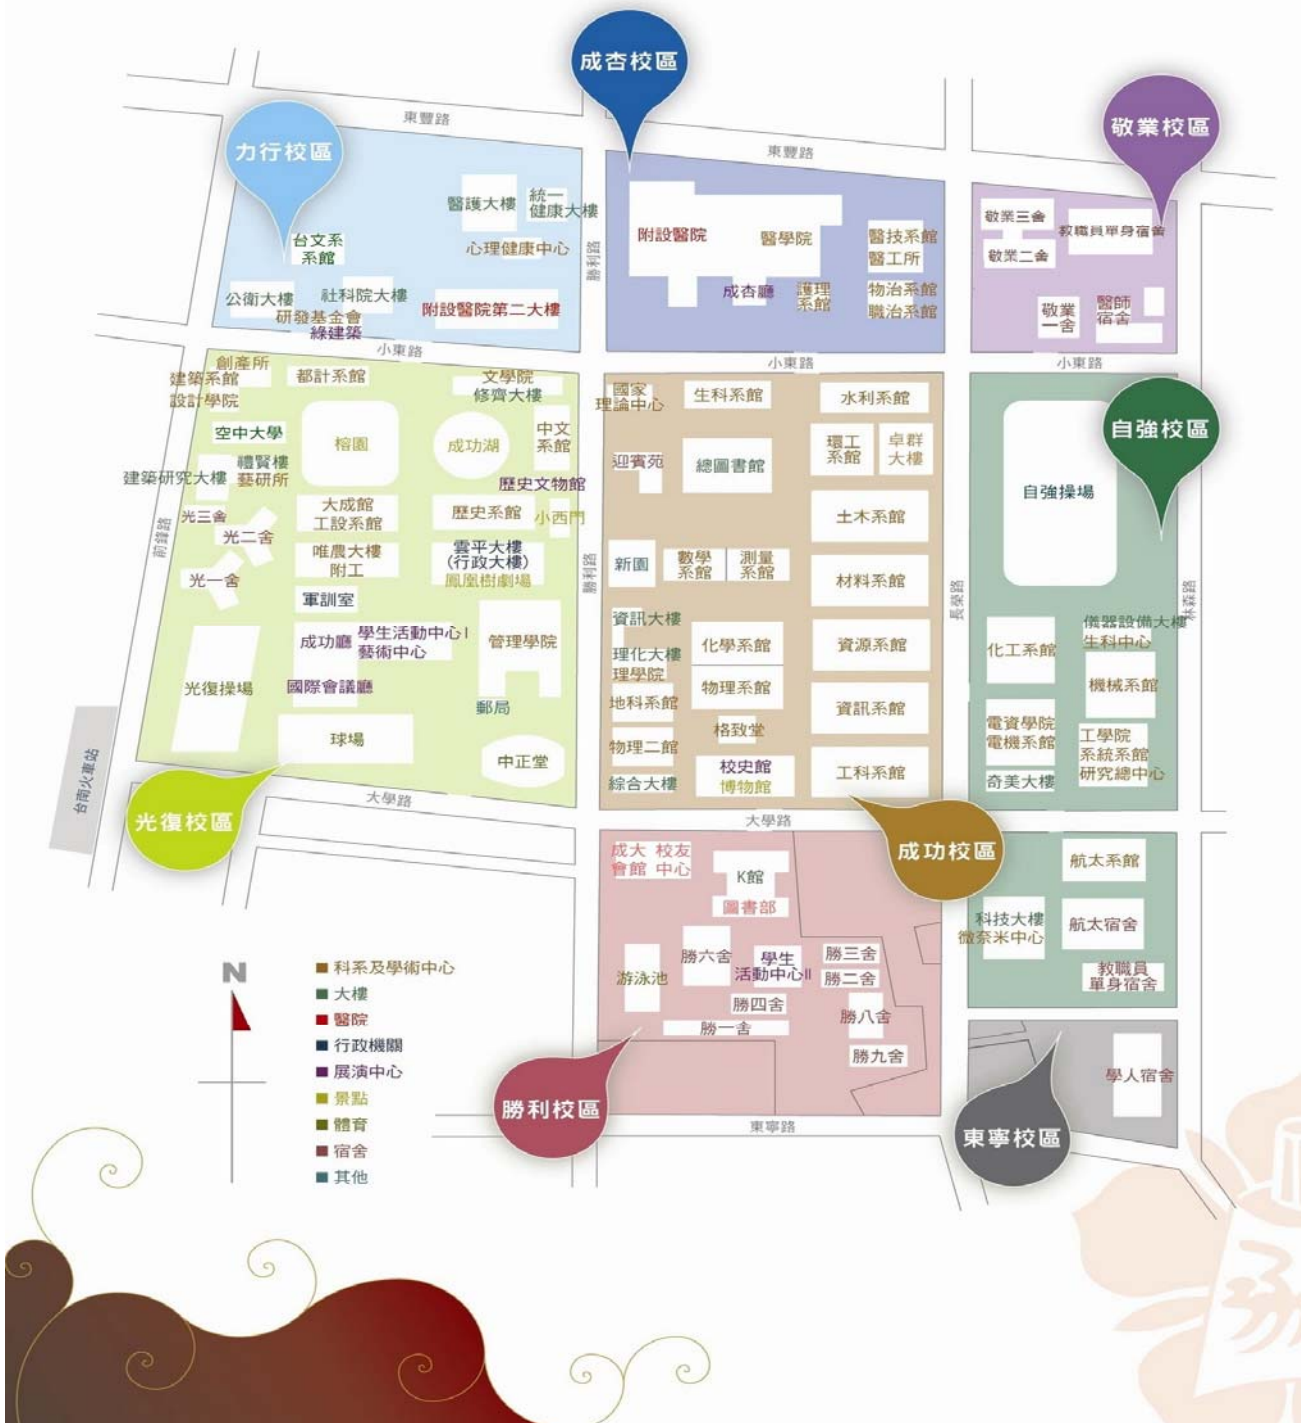 成杏校區
敬業校區
力行校區
東豐路
東豐路
醫護大樓
統一
健康大樓
心理健康中心
台文系
系館
公衛大樓
社科院大樓
研發基金會
綠建築
附設醫院第二大樓
勝利路
附設醫院
醫學院
醫技系館
醫工所
成杏廳
護理
系館
物治系館
職治系館
敬業三舍
教職員單身宿舍
敬業二舍
敬業
一舍
醫師
宿舍
小東路
小東路
小東路
創產所
建築系館
設計學院
都計系館
文學院
修齊大樓
空中大學
榕園
成功湖
中文
系館
建築研究大樓
禮賢樓
藝研所
歷史文物館
光三舍
光二舍
光一舍
大成館
工設系館
歷史系館
小西門
唯農大樓
附工
雲平大樓
(行政大樓)
鳳凰樹劇場
軍訓室
成功廳
學生活動中心I
藝術中心
管理學院
國際會議廳
光復操場
郵局
球場
中正堂
前鋒路
勝利路
台南火車站
光復校區
大學路
國家
理論中心
生科系館
水利系館
迎賓苑
總圖書館
環工
系館
卓群
大樓
土木系館
新園
數學
系館
測量
系館
材料系館
資訊大樓
理化大樓
理學院
化學系館
資源系館
地科系館
物理系館
資訊系館
物理二館
格致堂
綜合大樓
校史館
博物館
工科系館
長榮路
林森路
自強校區
自強操場
儀器設備大樓
生科中心
化工系館
機械系館
電資學院
電機系館
工學院
系統系館
研究總中心
奇美大樓
大學路
成功校區
成大
會館
校友
中心
K館
圖書部
游泳池
勝六舍
學生
活動中心II
勝三舍
勝二舍
勝四舍
勝一舍
勝八舍
勝九舍
勝利校區
東寧路
航太系館
科技大樓
微奈米中心
航太宿舍
教職員
單身宿舍
學人宿舍
東寧校區
N
科系及學術中心
大樓
醫院
行政機關
展演中心
景點
體育
宿舍
其他